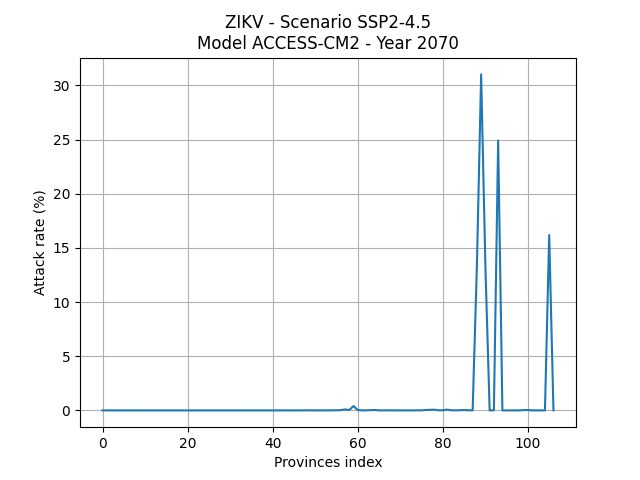 ZIKV - Scenario SSP2-4.5
Model ACCESS-CM2 - Year 2070
30
25
20
15
10
5
0
Attack rate (%)
0 20 40 60 80 100
Provinces index